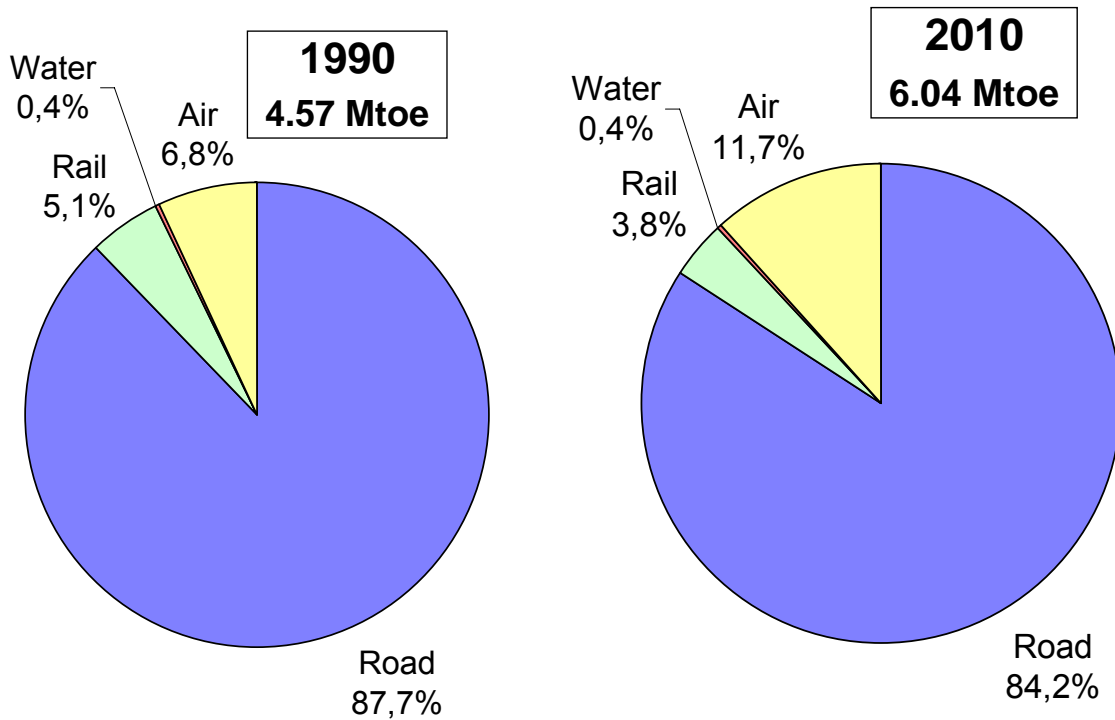 1990
4.57 Mtoe
Water
0,4%
Air
6,8%
Rail
5,1%
Road
87,7%
2010
6.04 Mtoe
Water
0,4%
Air
11,7%
Rail
3,8%
Road
84,2%